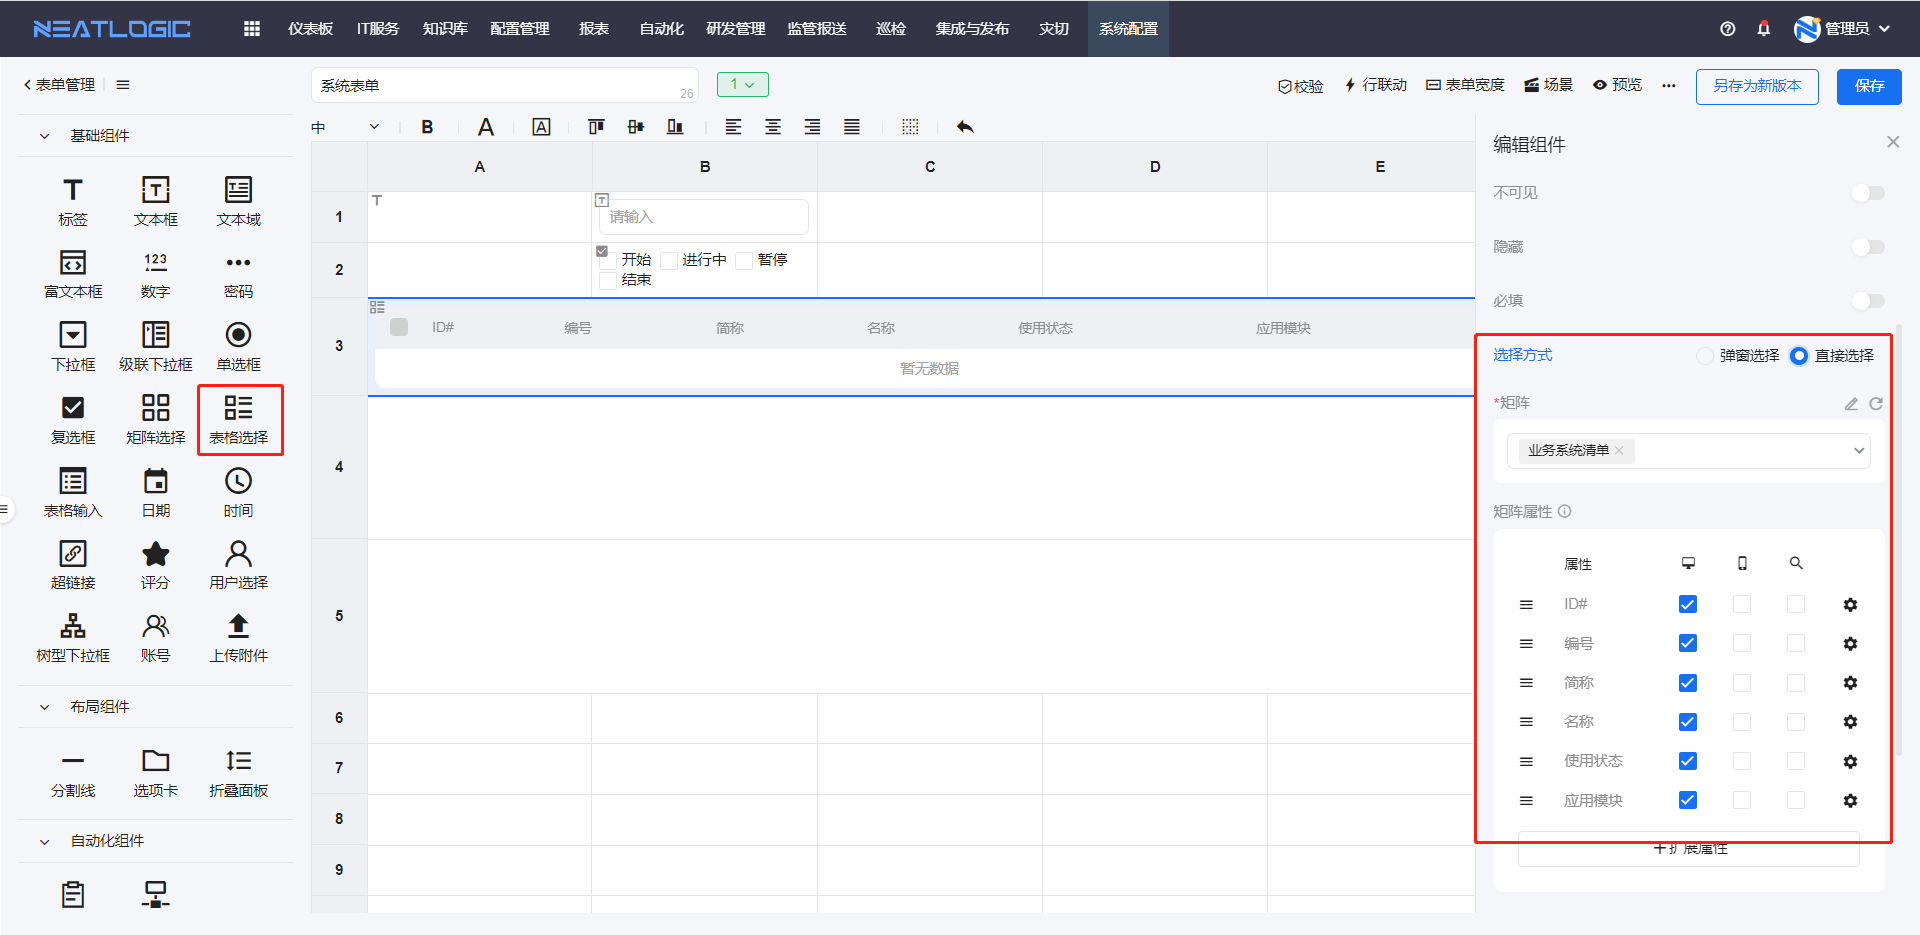 NEATLOGIC 仪表板 IT服务 知识库 配置管理 报表 自动化 研发管理 监管报送 巡检 集成与发布 灾切 系统配置 管理员
表单管理 系统表单 26 1 校验 行联动 表单宽度 场景 预览 另存为新版本 保存
中 B A A
基础组件
标签 文本框 文本域
123
富文本框 数字 密码
下拉框 级联下拉框 单选框
复选框 矩阵选择 表格选择
表格输入 日期 时间
超链接 评分 用户选择
树型下拉框 账号 上传附件
布局组件
分割线 选项卡 折叠面板
自动化组件
A B C D E
1 请输入
2 开始 进行中 暂停
结束
3 ID# 编号 简称 名称 使用状态 应用模块
暂无数据
4
5
6
7
8
9
编辑组件
不可见
隐藏
必填
选择方式 弹窗选择 直接选择
*矩阵
业务系统清单
矩阵属性
属性
ID#
编号
简称
名称
使用状态
应用模块
+扩展属性